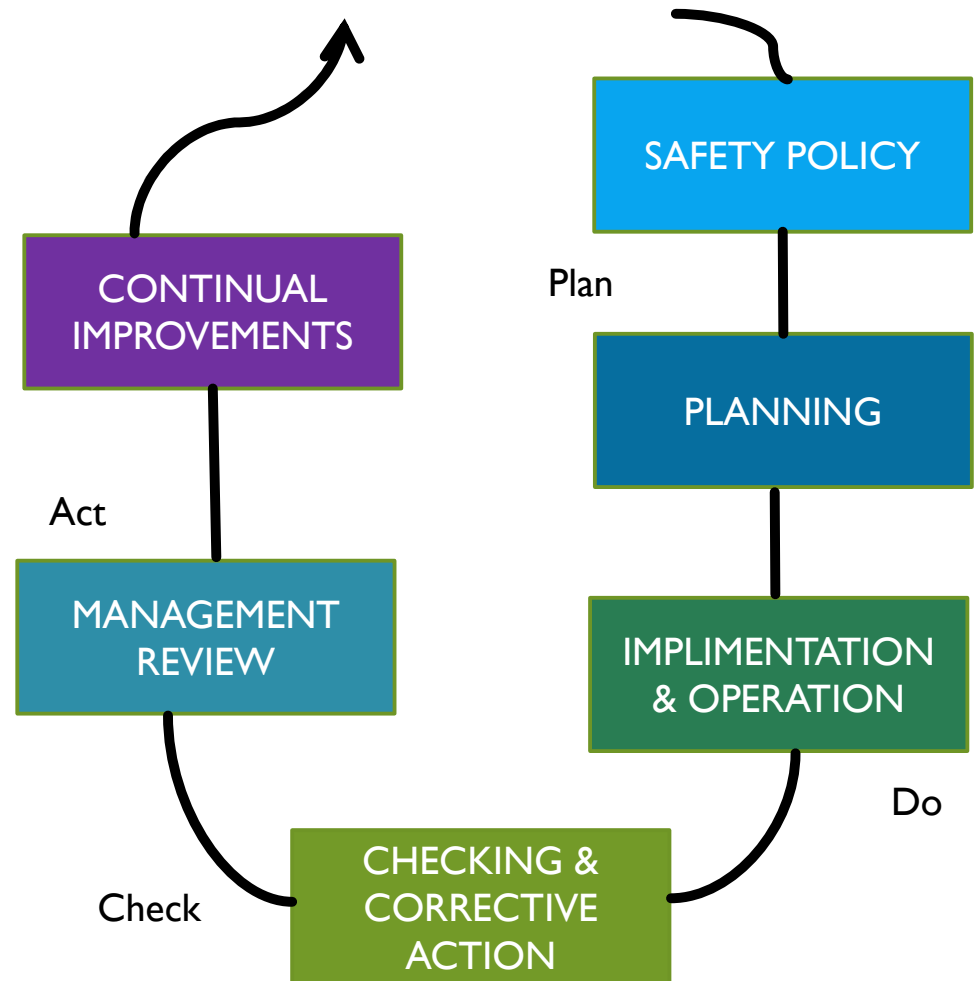 SAFETY POLICY
Plan
PLANNING
IMPLIMENTATION
& OPERATION
Do
CHECKING &
CORRECTIVE
ACTION
Check
MANAGEMENT
REVIEW
Act
CONTINUAL
IMPROVEMENTS